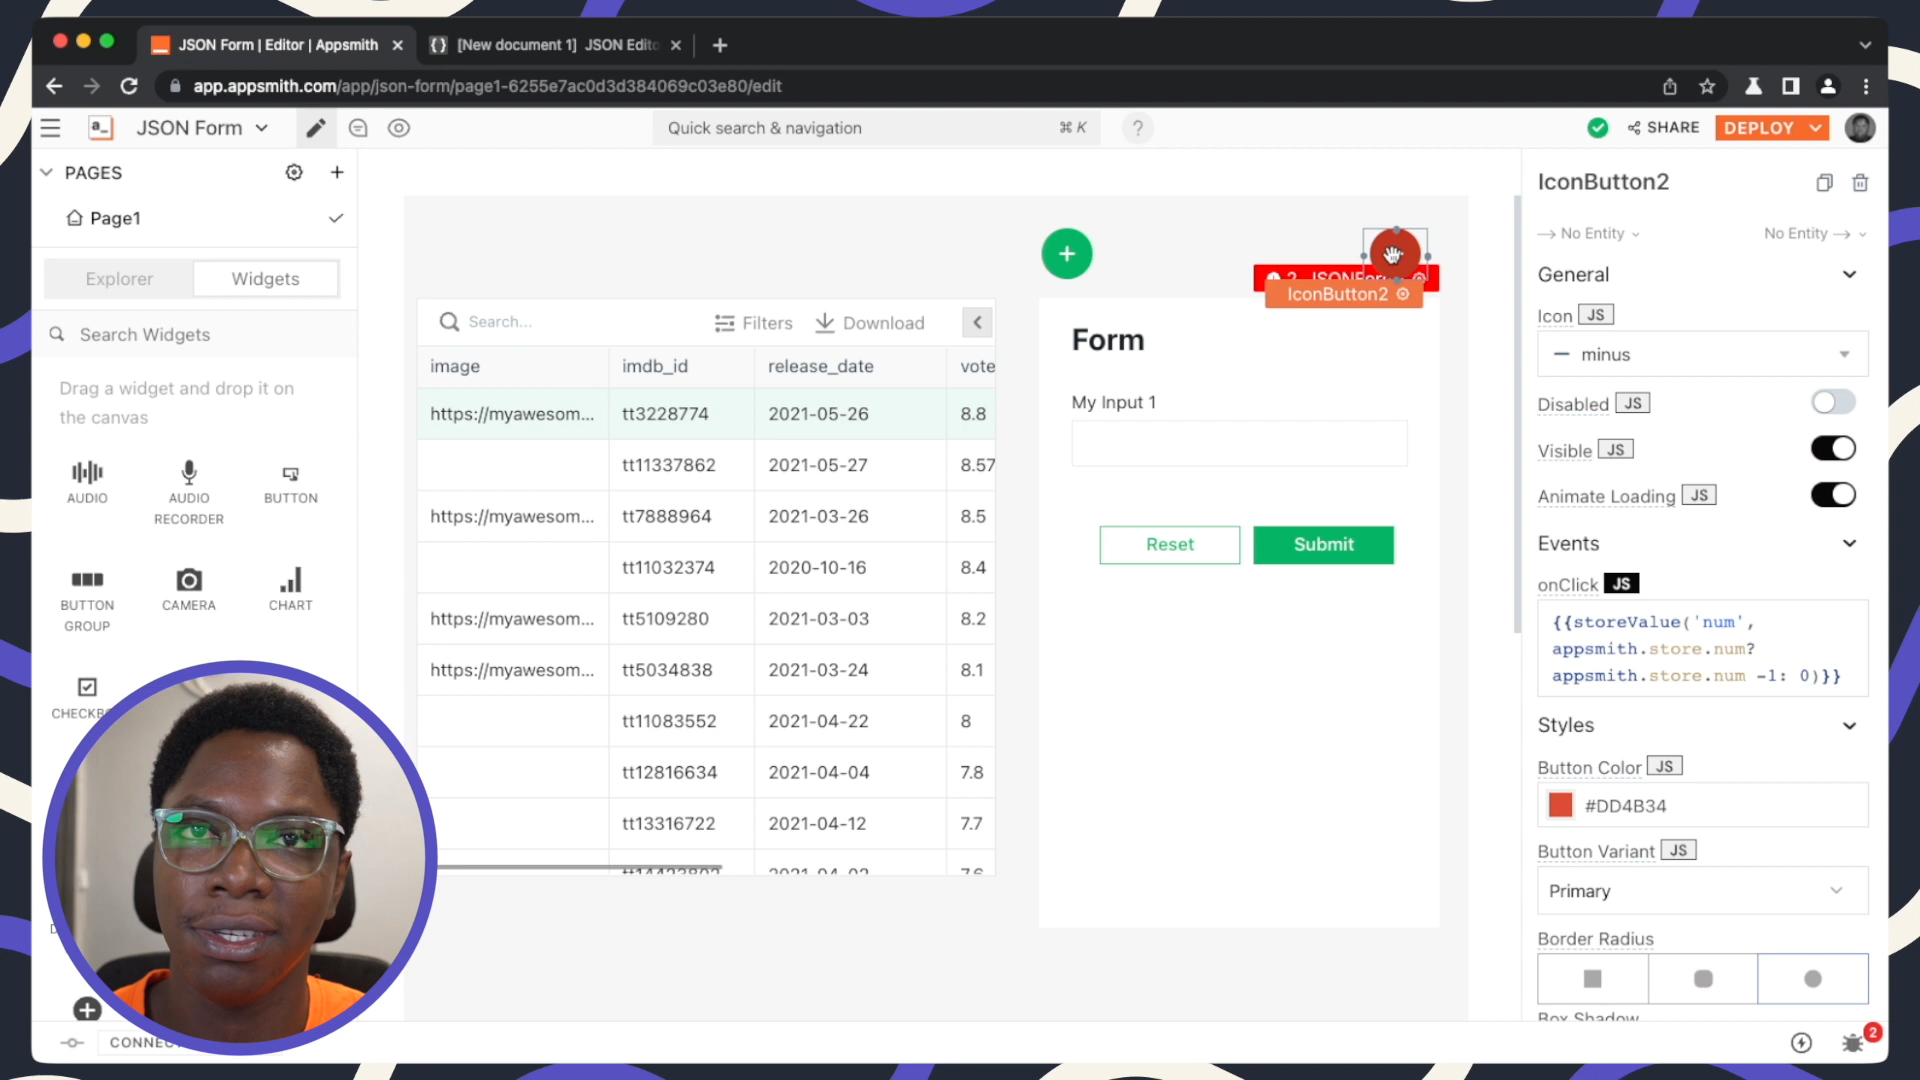 JSON Form | Editor | Appsmith
[New document 1] JSON Edito
app.appsmith.com/app/json-form/page1-6255e7ac0d3d384069c03e80/edit
a_
JSON Form
Quick search & navigation
⌘ K
?
SHARE
DEPLOY
PAGES
Page1
Explorer
Widgets
Search Widgets
Drag a widget and drop it on
the canvas
AUDIO
AUDIO
RECORDER
BUTTON
BUTTON
GROUP
CAMERA
CHART
CHECKB
CONNEC
Search...
Filters
Download
image imdb_id release_date vote
https://myawesom... tt3228774 2021-05-26 8.8
tt11337862 2021-05-27 8.57
https://myawesom... tt7888964 2021-03-26 8.5
tt11032374 2020-10-16 8.4
https://myawesom... tt5109280 2021-03-03 8.2
https://myawesom... tt5034838 2021-03-24 8.1
tt11083552 2021-04-22 8
tt12816634 2021-04-04 7.8
tt13316722 2021-04-12 7.7
IconButton2
Form
My Input 1
Reset
Submit
IconButton2
No Entity
No Entity
General
Icon JS
minus
Disabled JS
Visible JS
Animate Loading JS
Events
onClick JS
{{storeValue('num',
appsmith.store.num?
appsmith.store.num -1: 0)}}
Styles
Button Color JS
#DD4B34
Button Variant JS
Primary
Border Radius
Box Shadow
2